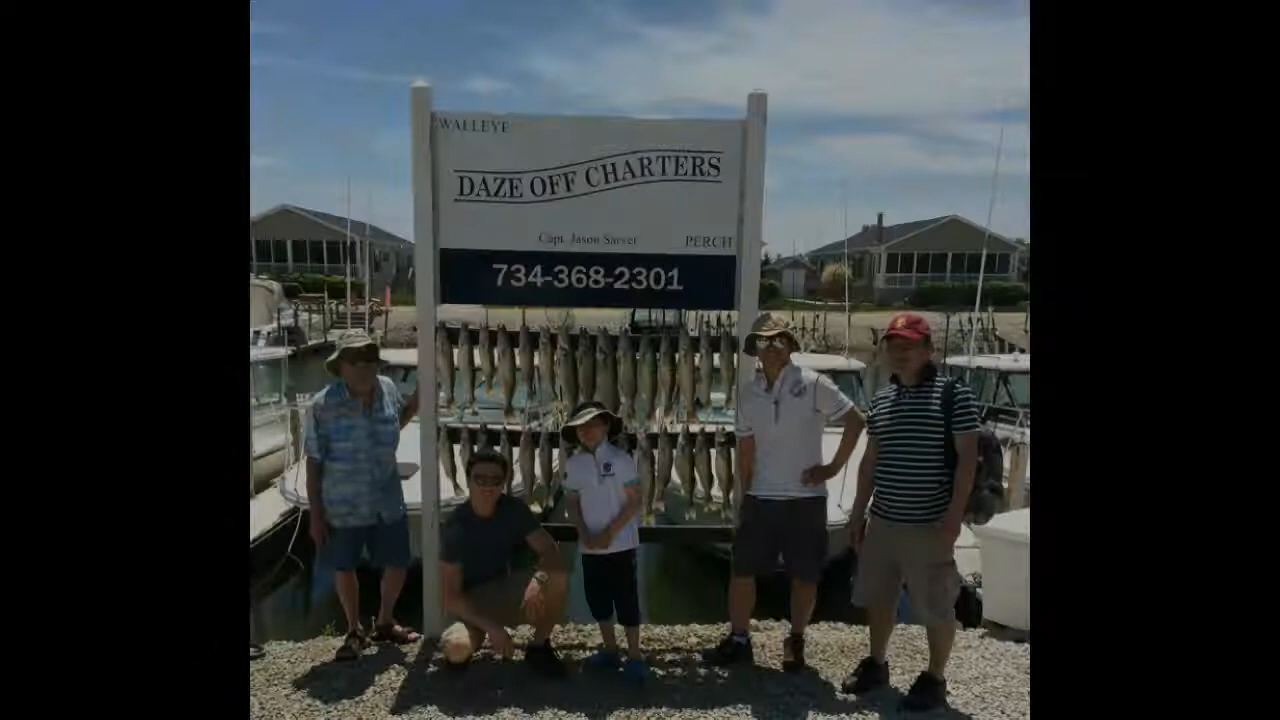 WALLEYE
DAZE OFF CHARTERS
Capt. Jason Sarver
PERCH
734-368-2301